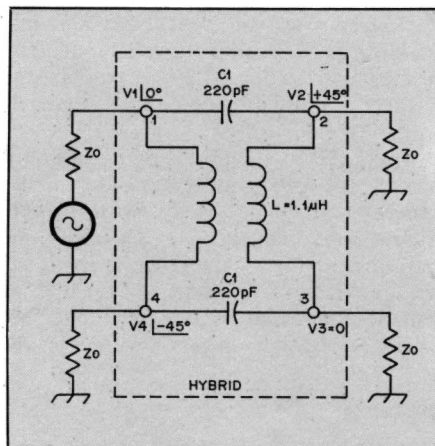 C1
220pF
V1 0°
V2 +45°
1
2
Zo
Zo
L = 1.1µH
C1
220pF
4
3
V4 -45°
V3=0
Zo
Zo
HYBRID